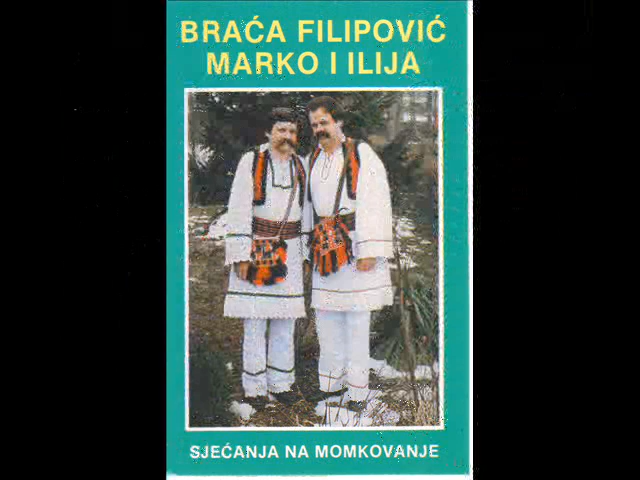 BRAĆA FILIPOVIĆ
MARKO I ILIJA
SJEĆANJA NA MOMKOVANJE